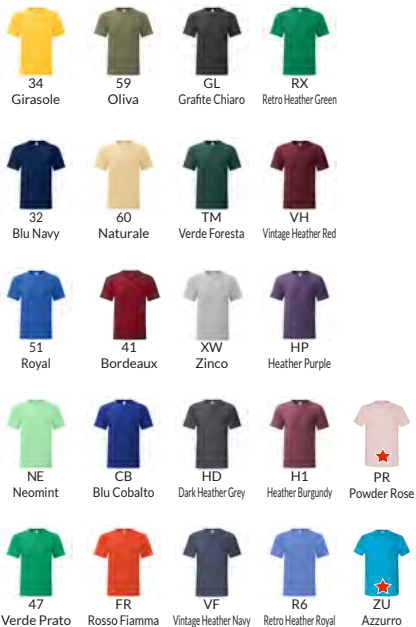 34 59 GL RX
Girasole Oliva Grafite Chiaro Retro Heather Green
32 60 TM VH
Blu Navy Naturale Verde Foresta Vintage Heather Red
51 41 XW HP
Royal Bordeaux Zinco Heather Purple
NE CB HD H1 PR
Neomint Blu Cobalto Dark Heather Grey Heather Burgundy Powder Rose
47 FR VF R6 ZU
Verde Prato Rosso Fiamma Vintage Heather Navy Retro Heather Royal Azzurro